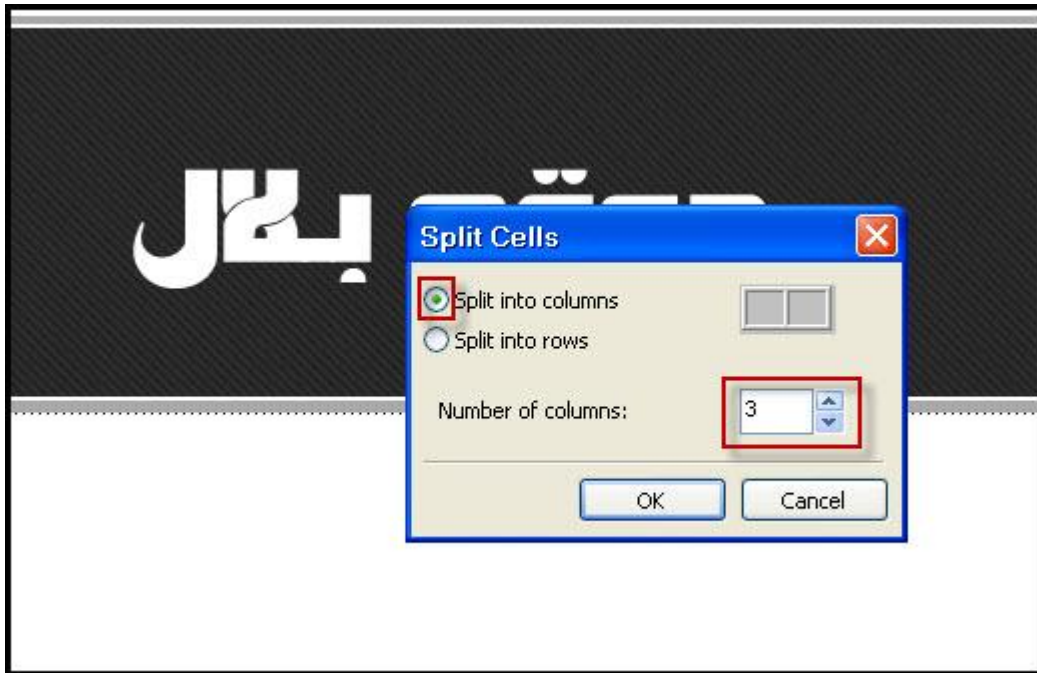 بلال
Split Cells
Split into columns
Split into rows
Number of columns:
3
OK
Cancel